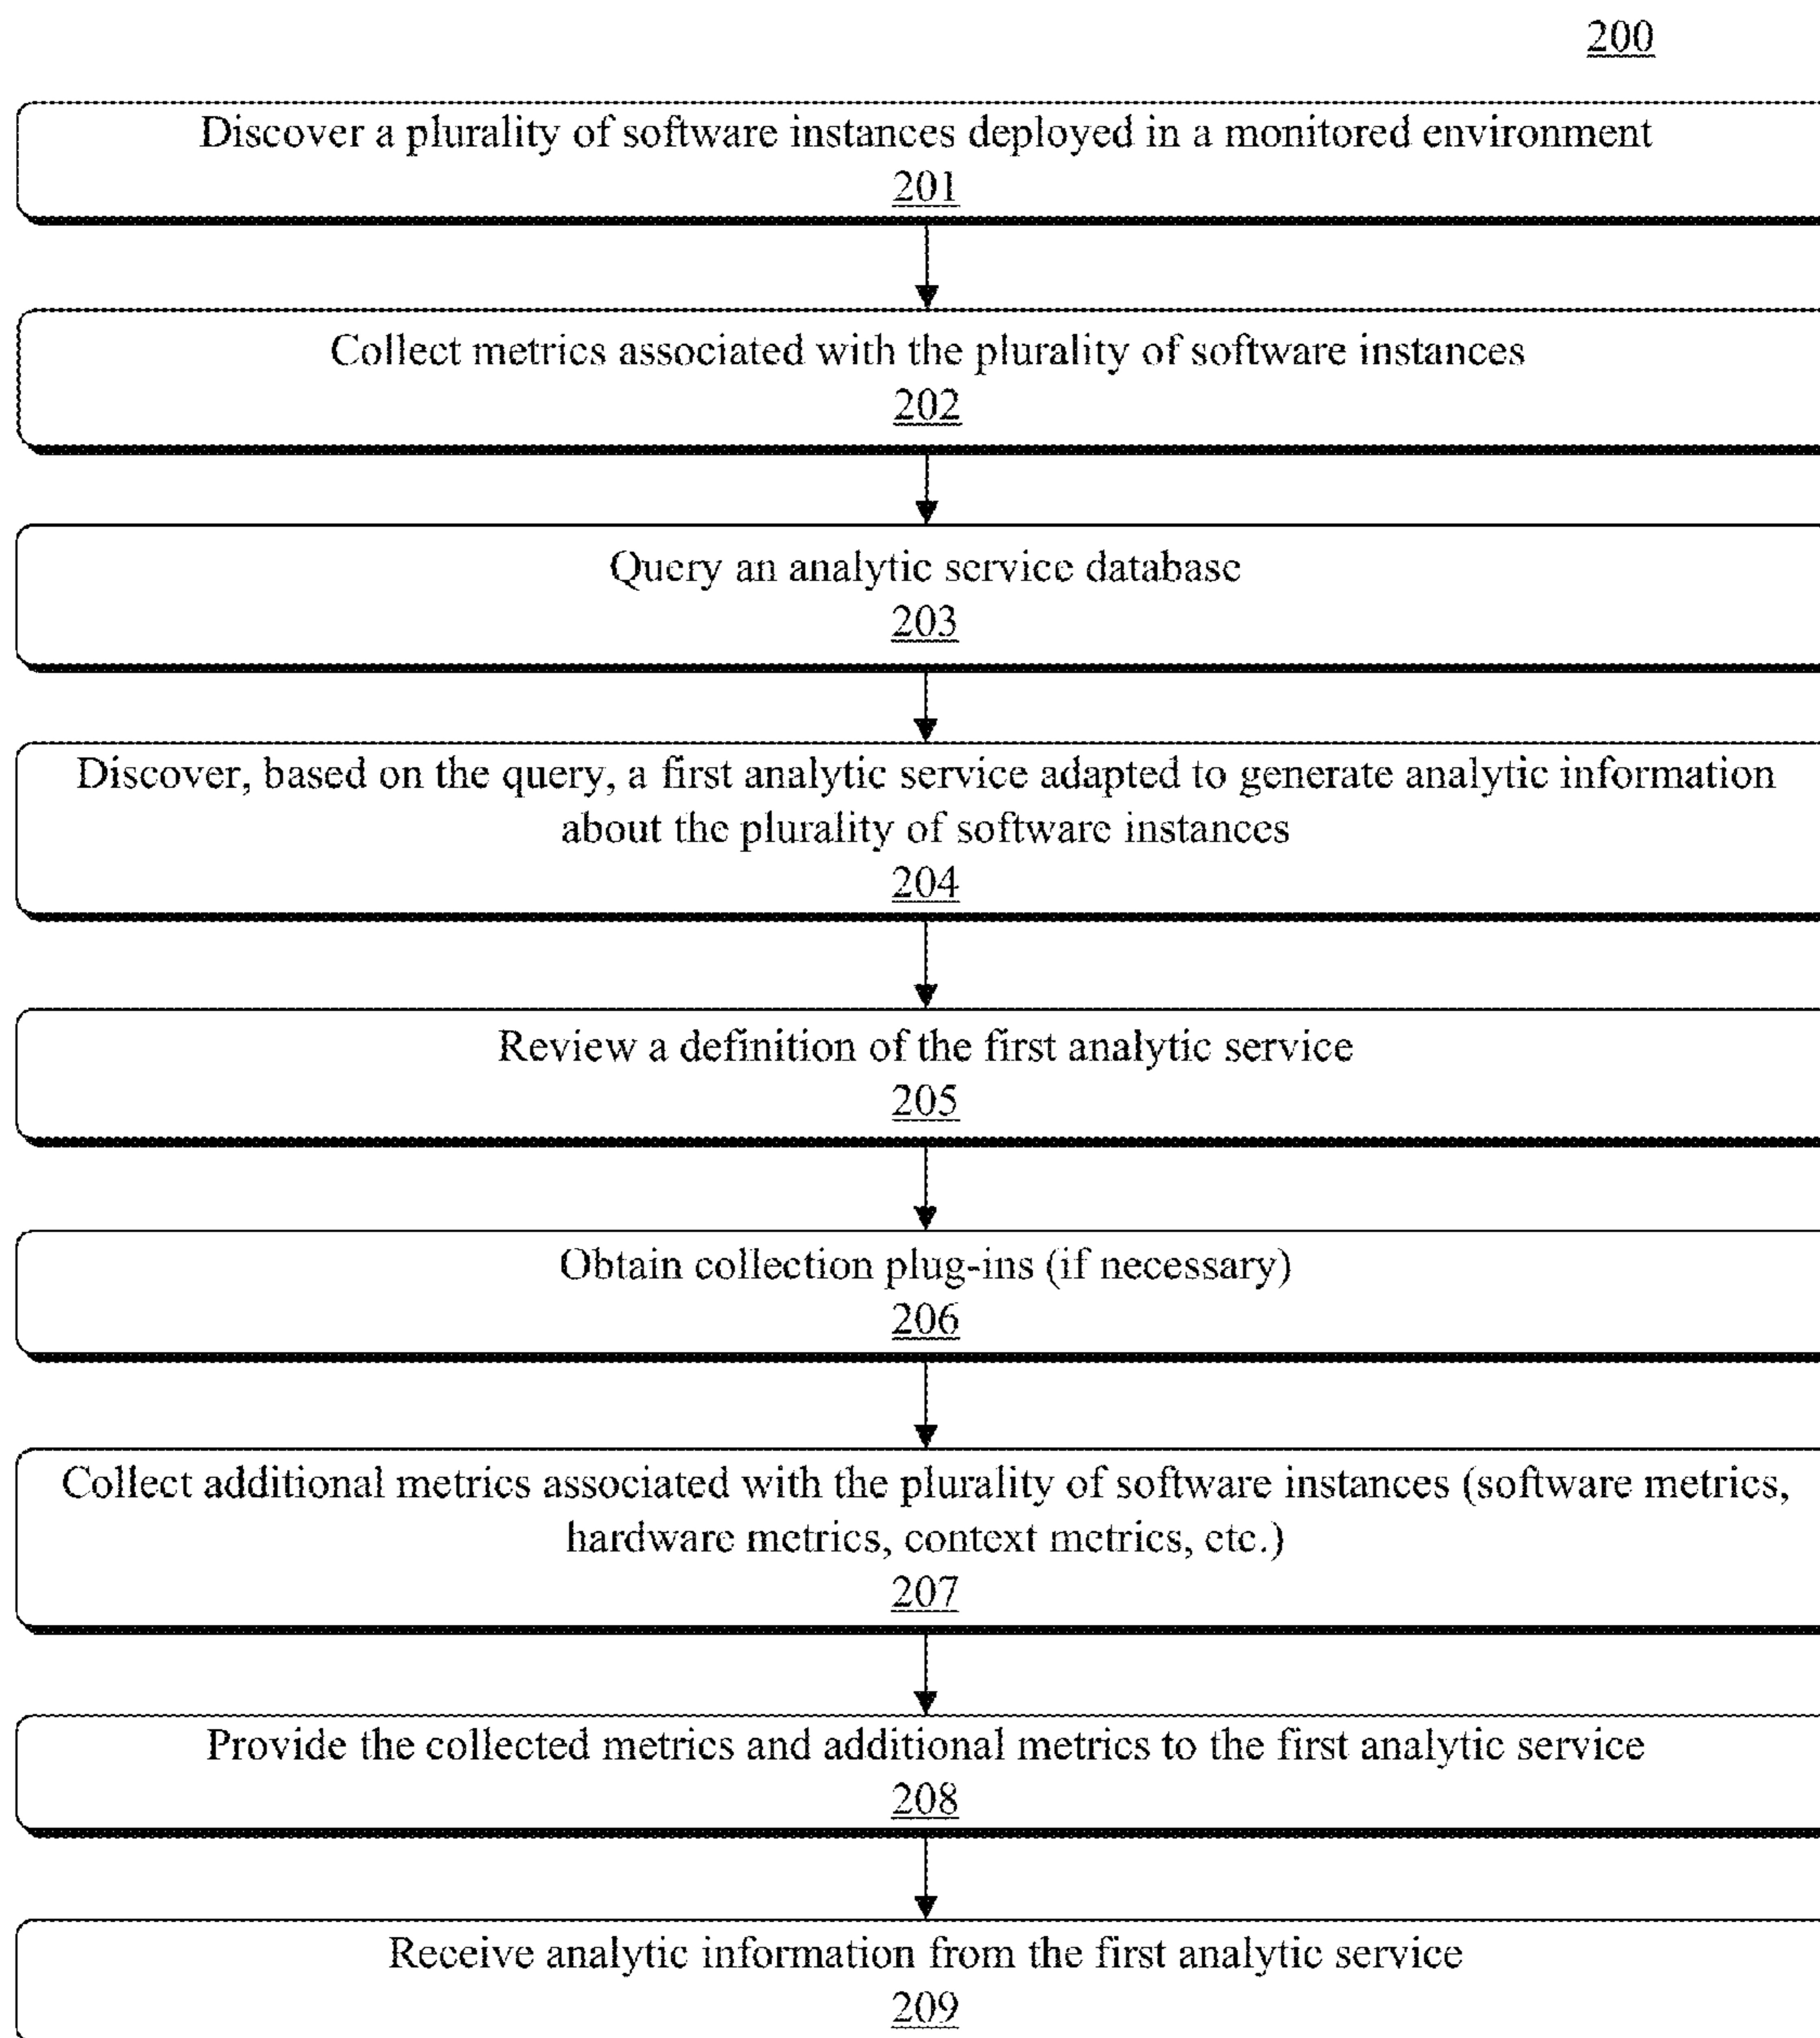 200
Discover a plurality of software instances deployed in a monitored environment
201
Collect metrics associated with the plurality of software instances
202
Query an analytic service database
203
Discover, based on the query, a first analytic service adapted to generate analytic information
about the plurality of software instances
204
Review a definition of the first analytic service
205
Obtain collection plug-ins (if necessary)
206
Collect additional metrics associated with the plurality of software instances (software metrics,
hardware metrics, context metrics, etc.)
207
Provide the collected metrics and additional metrics to the first analytic service
208
Receive analytic information from the first analytic service
209